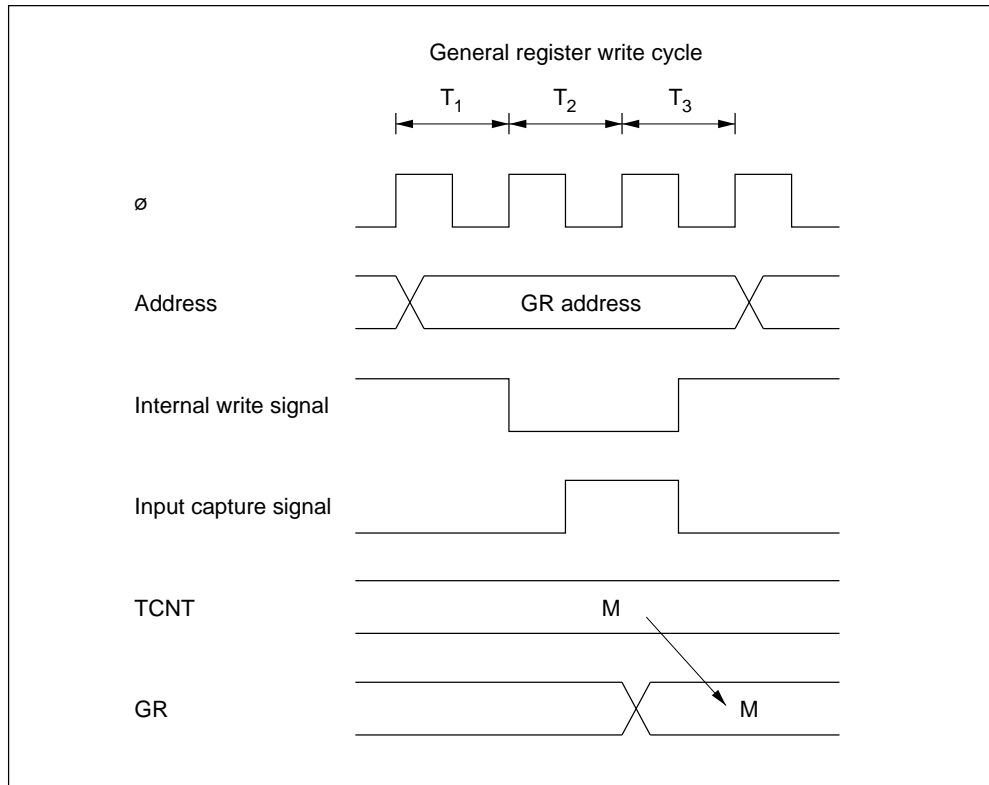 General register write cycle
T1 T2 T3
ø
Address GR address
Internal write signal
Input capture signal
TCNT M
GR M